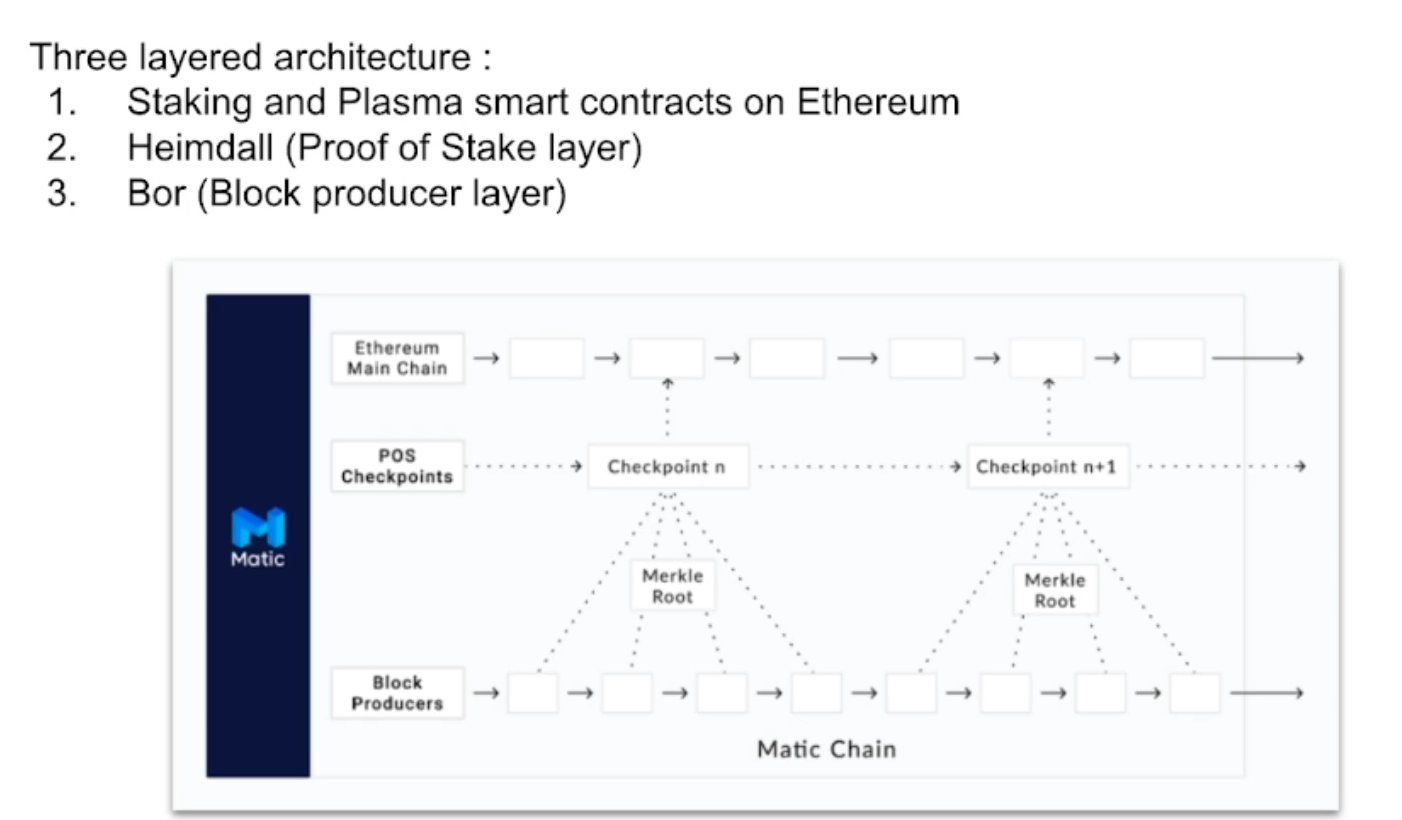 Three layered architecture :
1. Staking and Plasma smart contracts on Ethereum
2. Heimdall (Proof of Stake layer)
3. Bor (Block producer layer)
Ethereum
Main Chain
POS
Checkpoints
Checkpoint n
Checkpoint n+1
Matic
Merkle
Root
Merkle
Root
Block
Producers
Matic Chain